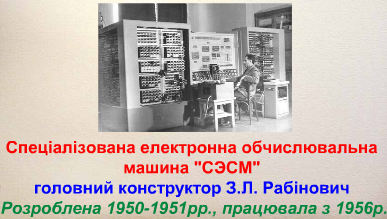 Спеціалізована електронна обчислювальна
машина "СЭСМ"
головний конструктор З.Л. Рабінович
Розроблена 1950-1951рр., працювала з 1956р